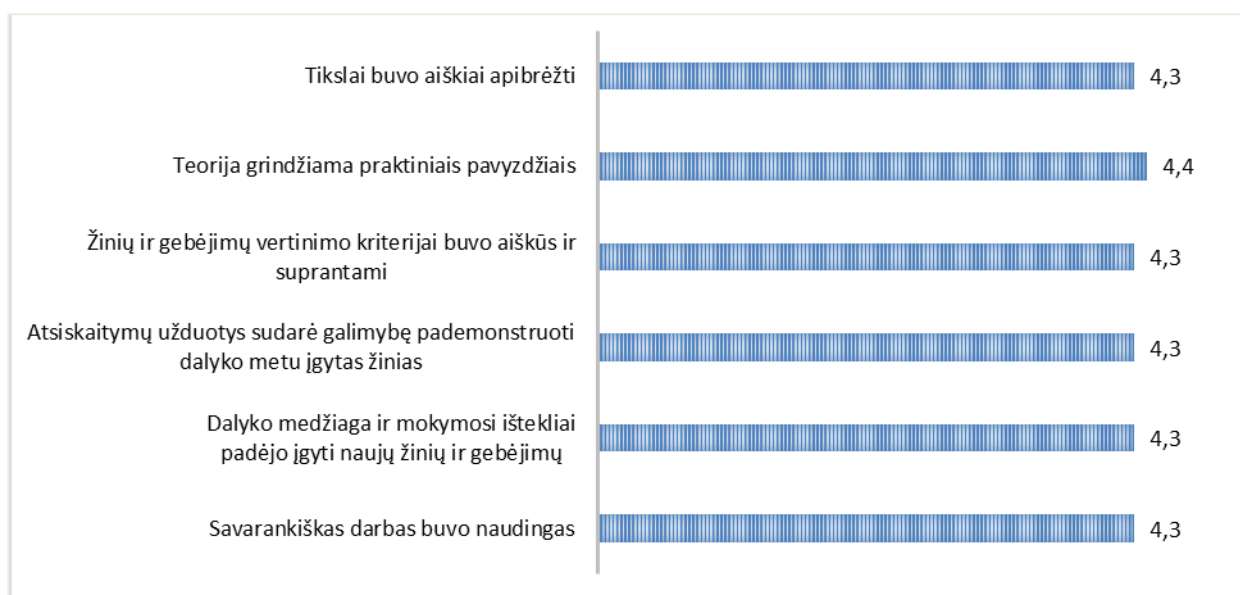 Tikslai buvo aiškiai apibrėžti
4,3
Teorija grindžiama praktiniais pavyzdžiais
4,4
Žinių ir gebėjimų vertinimo kriterijai buvo aiškūs ir
suprantami
4,3
Atsiskaitymų užduotys sudarė galimybę pademonstruoti
dalyko metu įgytas žinias
4,3
Dalyko medžiaga ir mokymosi ištekliai
padėjo įgyti naujų žinių ir gebėjimų
4,3
Savarankiškas darbas buvo naudingas
4,3